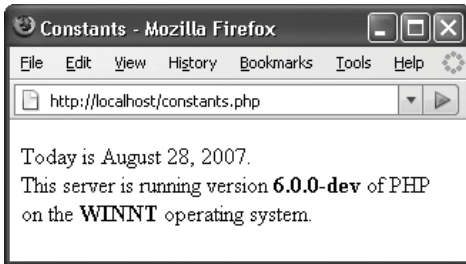 Constants - Mozilla Firefox
File Edit View History Bookmarks Tools Help
http://localhost/constants.php
Today is August 28, 2007.
This server is running version 6.0.0-dev of PHP
on the WINNT operating system.